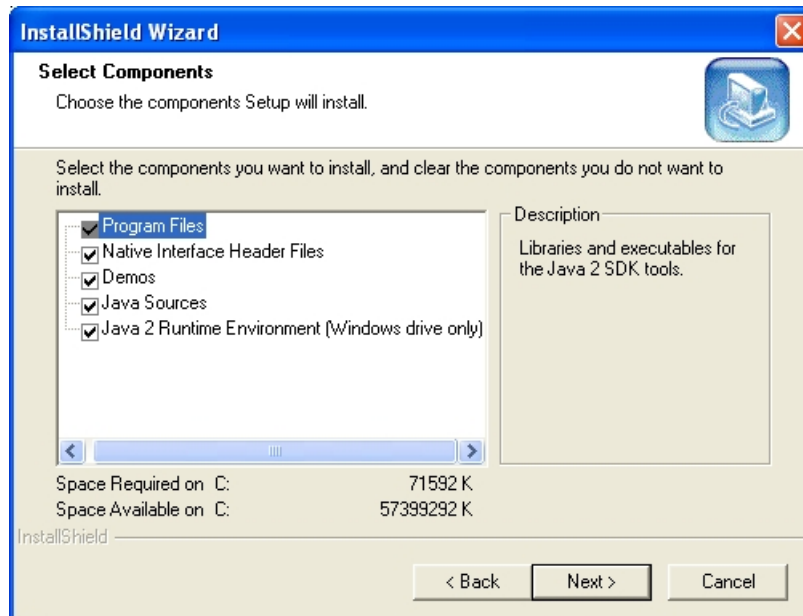 InstallShield Wizard
Select Components
Choose the components Setup will install.
Select the components you want to install, and clear the components you do not want to
install.
Program Files
Native Interface Header Files
Demos
Java Sources
Java 2 Runtime Environment (Windows drive only)
Description
Libraries and executables for
the Java 2 SDK tools.
Space Required on C: 71592 K
Space Available on C: 57399292 K
InstallShield
< Back Next > Cancel